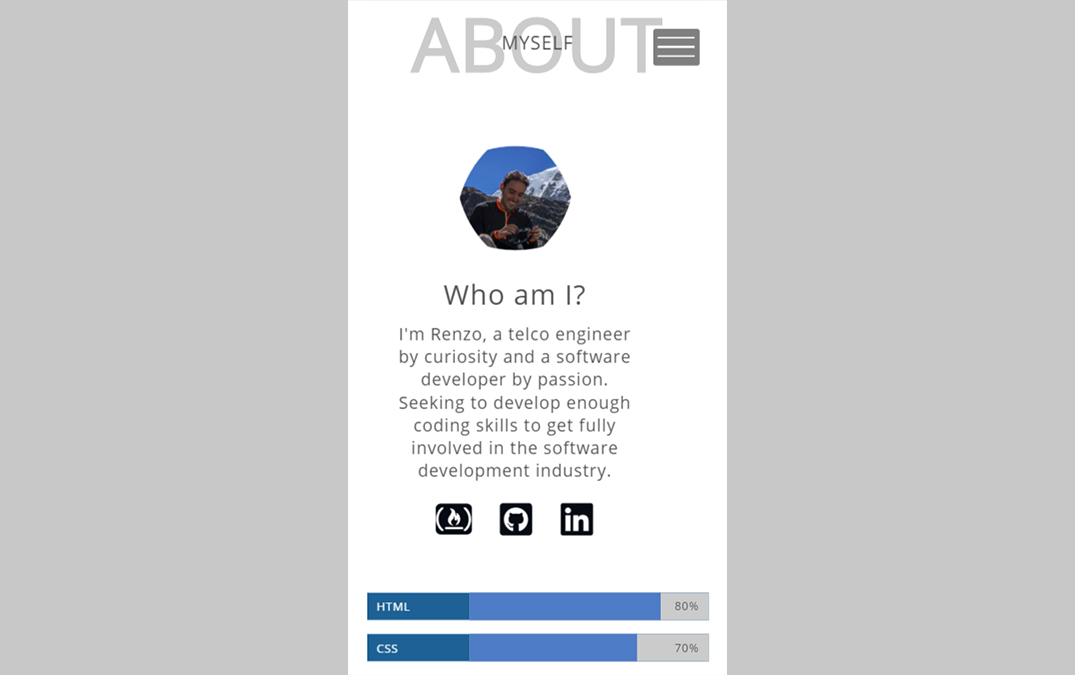 ABOUT
MYSELF
Who am I?
I'm Renzo, a telco engineer
by curiosity and a software
developer by passion.
Seeking to develop enough
coding skills to get fully
involved in the software
development industry.
in
HTML 80%
CSS 70%